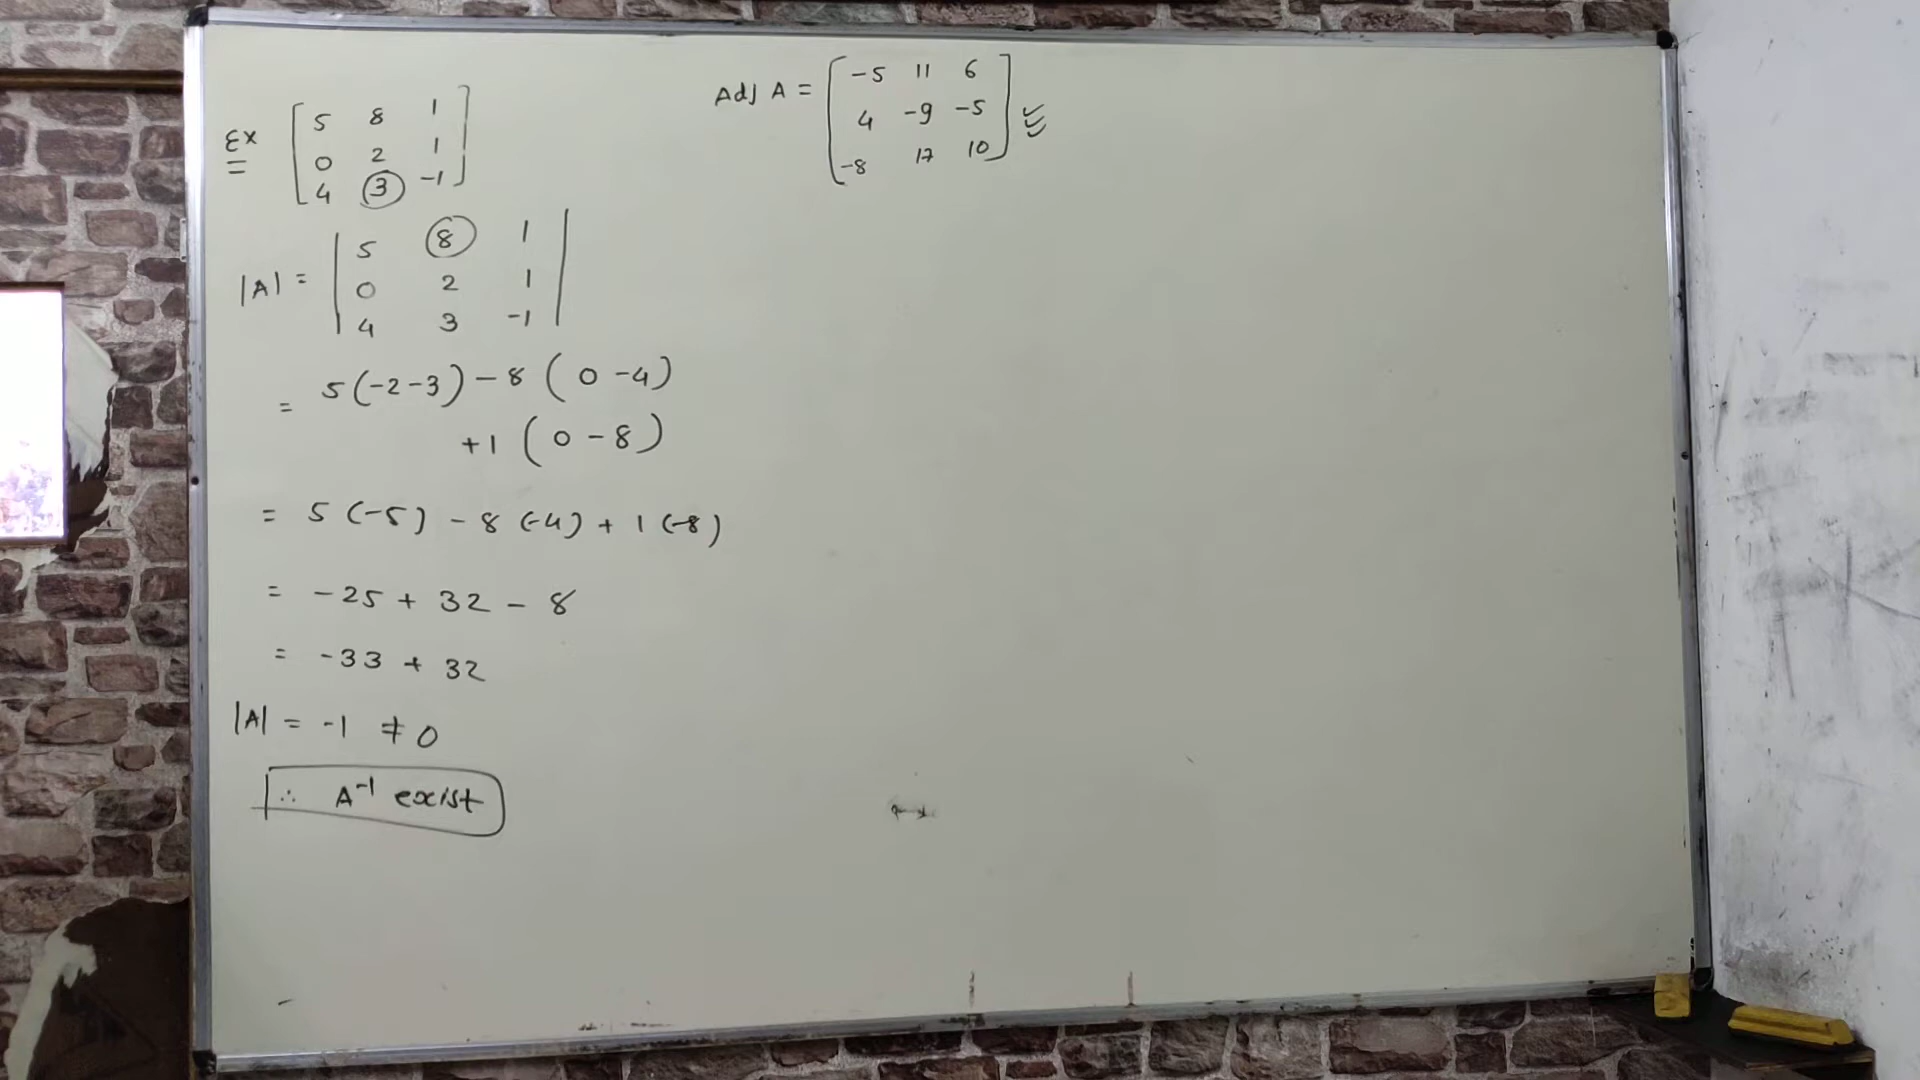 Ex [ 5 8 1
0 2 1
4 3 -1 ]
|A| = | 5 8 1
0 2 1
4 3 -1 |
= 5(-2-3) - 8 ( 0 - 4)
+1 ( 0 - 8 )
= 5 (-5) - 8 (-4) + 1 (-8)
= -25 + 32 - 8
= -33 + 32
|A| = -1 ≠ 0
∴ A⁻¹ exist
Adj A = [ -5 11 6
4 -9 -5
-8 17 10 ]